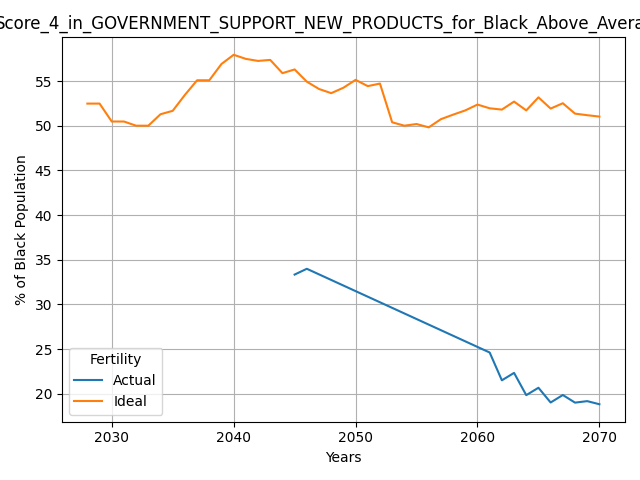 Score_4_in_GOVERNMENT_SUPPORT_NEW_PRODUCTS_for_Black_Above_Avera
% of Black Population
55
50
45
40
35
30
25
20
Fertility
Actual
Ideal
2030 2040 2050 2060 2070
Years